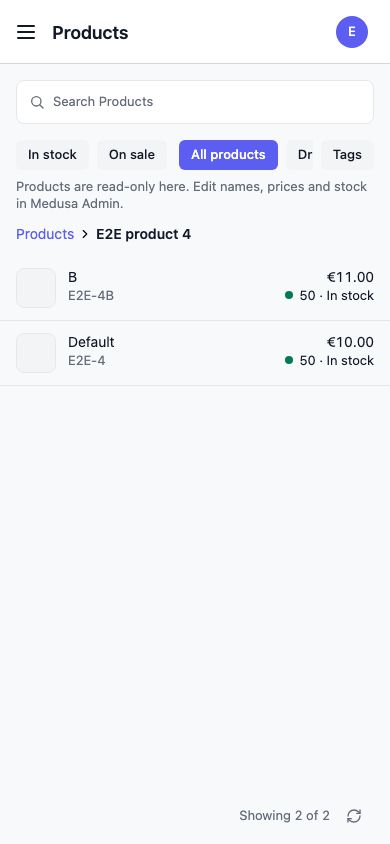 Products
E
Search Products
In stock
On sale
All products
Dr
Tags
Products are read-only here. Edit names, prices and stock
in Medusa Admin.
Products > E2E product 4
B
€11.00
E2E-4B
50 · In stock
Default
€10.00
E2E-4
50 · In stock
Showing 2 of 2